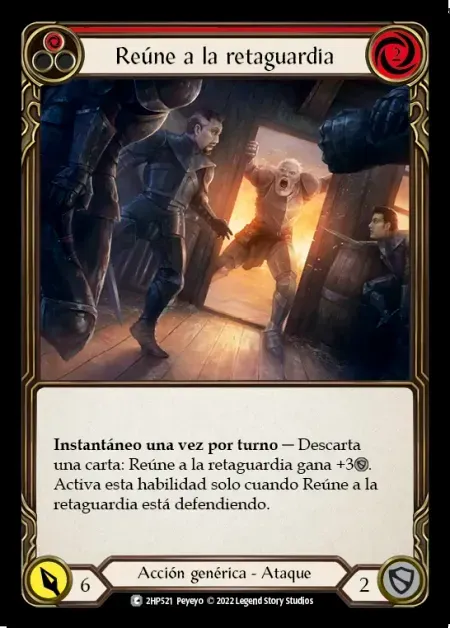 Reúne a la retaguardia
2
Instantáneo una vez por turno — Descarta
una carta: Reúne a la retaguardia gana +3.
Activa esta habilidad solo cuando Reúne a la
retaguardia está defendiendo.
6
Acción genérica - Ataque
2
C 2HP521 Peyeyo © 2022 Legend Story Studios